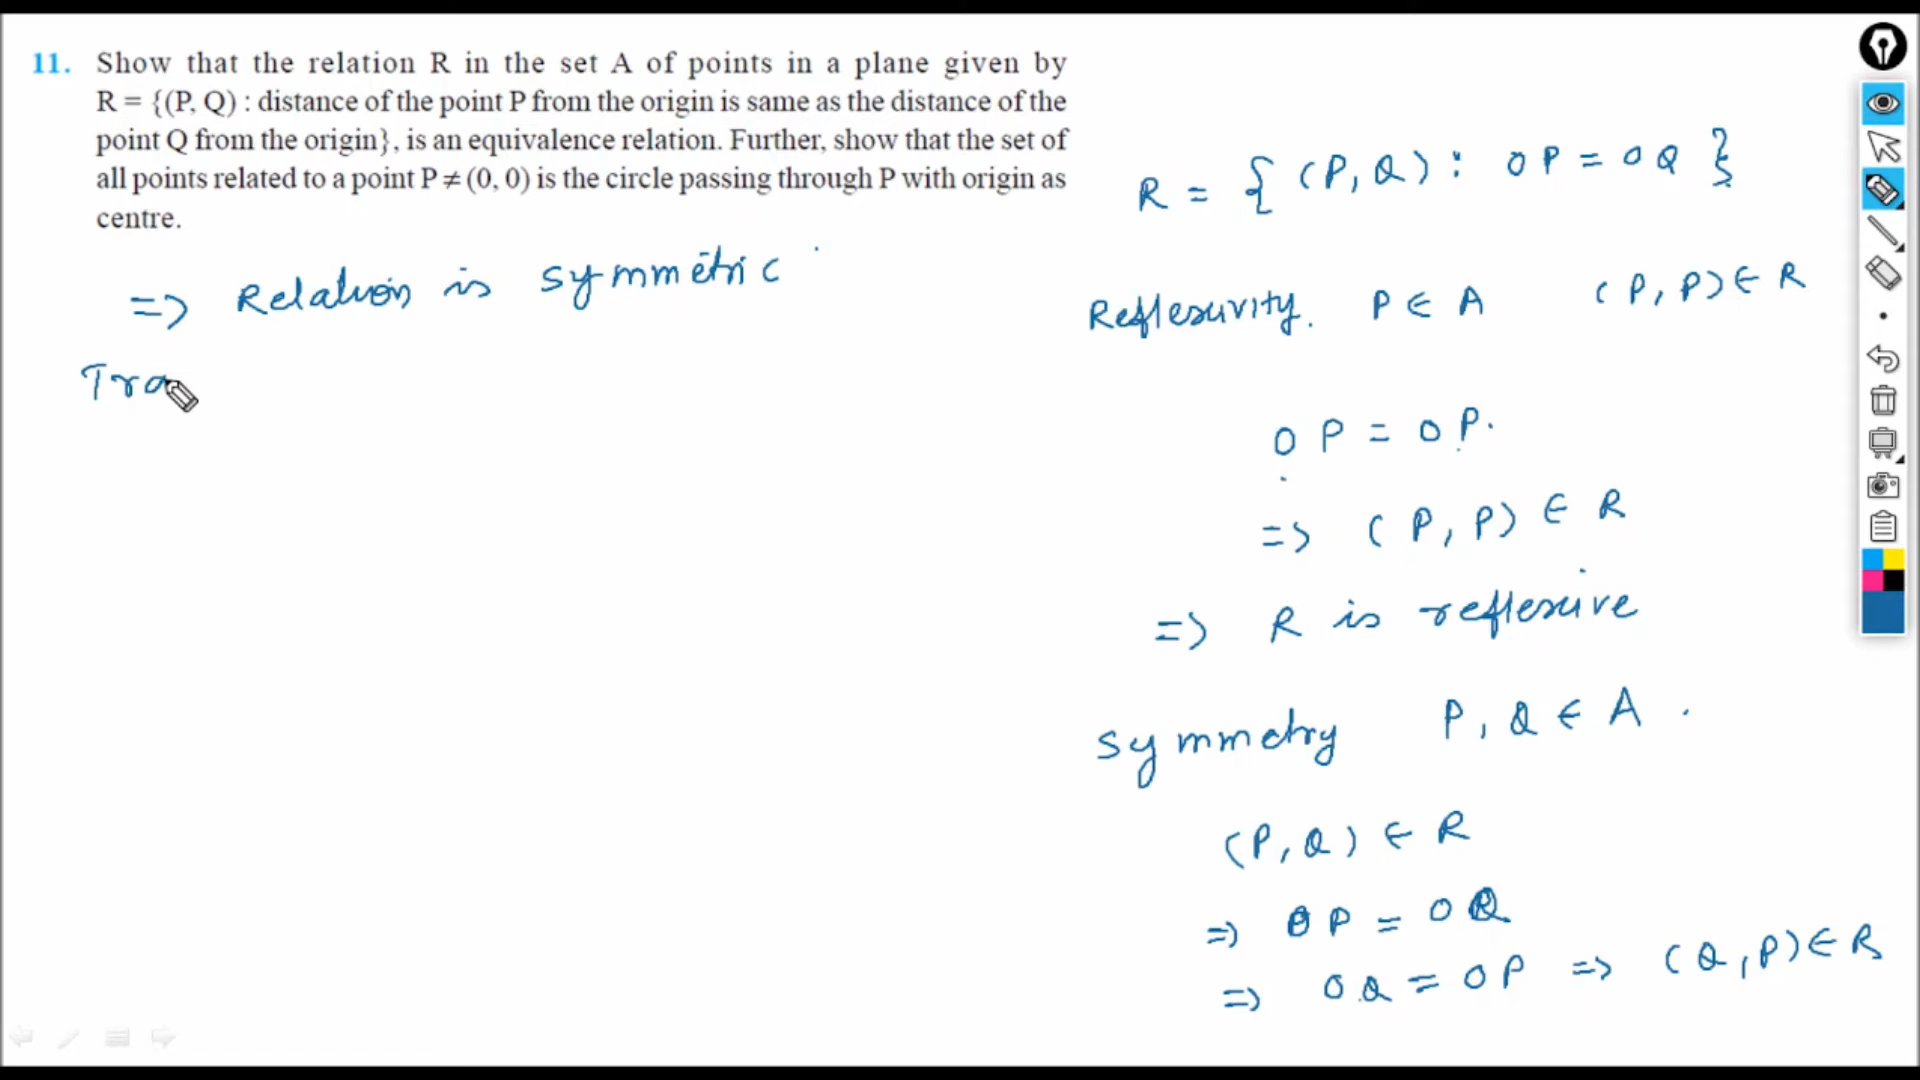 11. Show that the relation R in the set A of points in a plane given by
R = {(P, Q) : distance of the point P from the origin is same as the distance of the
point Q from the origin}, is an equivalence relation. Further, show that the set of
all points related to a point P ≠ (0, 0) is the circle passing through P with origin as
centre.
=> Relation is symmetric
Tra
R = { (P, Q) : OP = OQ }
Reflexivity. P ∈ A (P, P) ∈ R
OP = OP.
=> (P, P) ∈ R
=> R is reflexive
symmetry P, Q ∈ A .
(P, Q) ∈ R
=> OP = OQ
=> OQ = OP => (Q, P) ∈ R